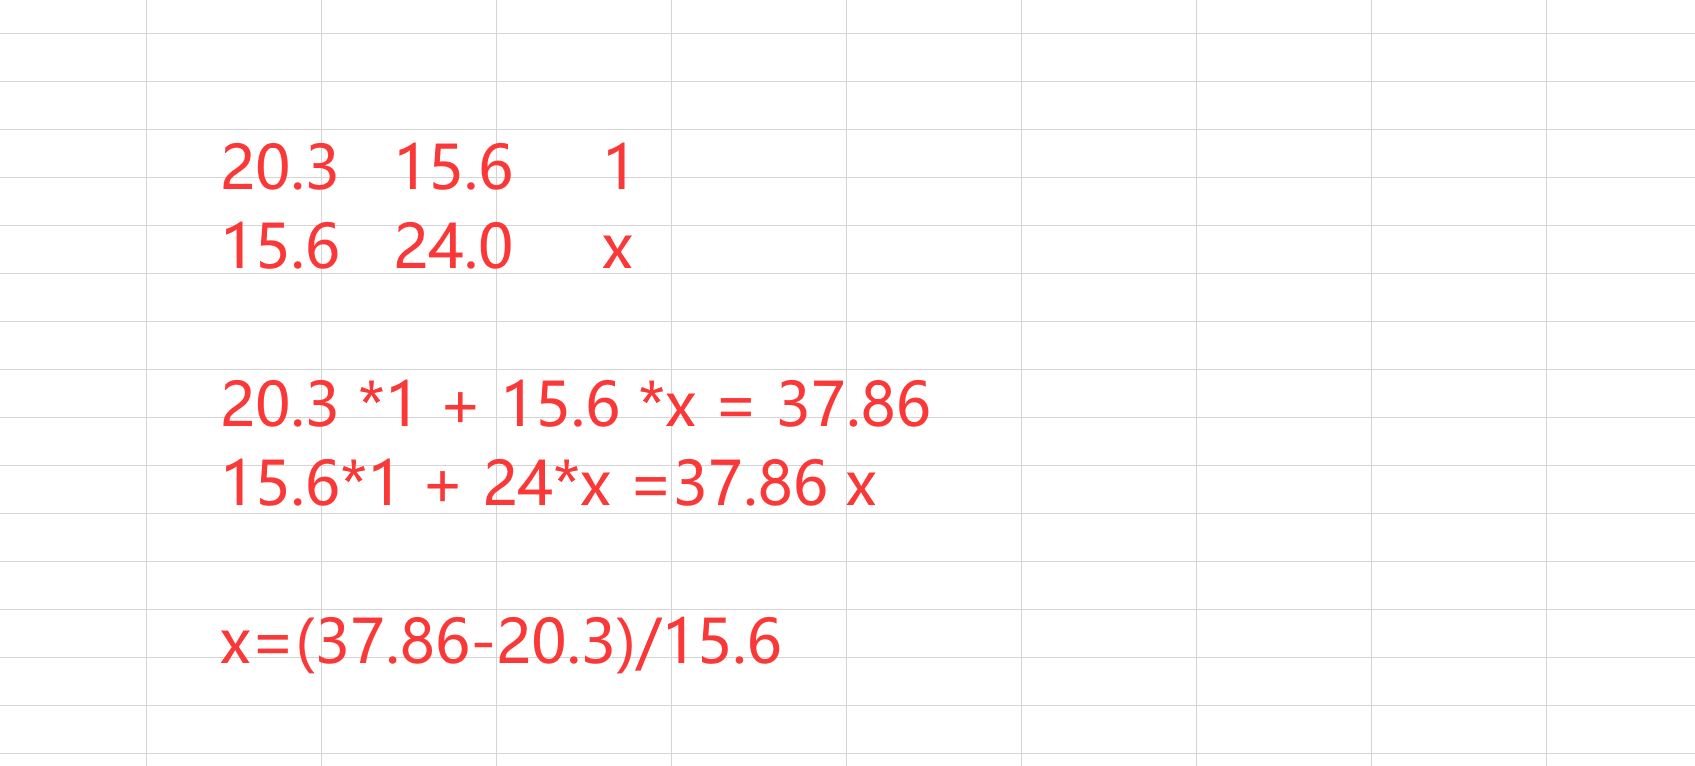 20.3 15.6 1
15.6 24.0 x
20.3 *1 + 15.6 *x = 37.86
15.6*1 + 24*x =37.86 x
x=(37.86-20.3)/15.6